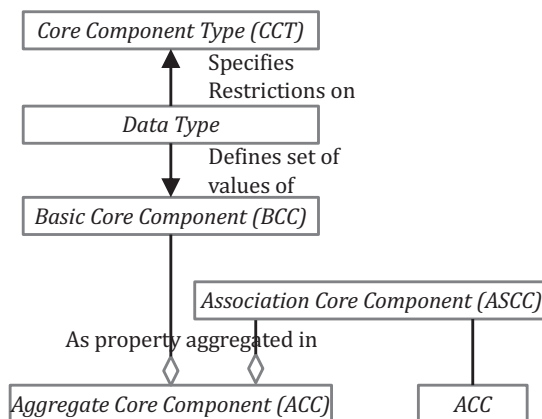 Core Component Type (CCT)
Specifies
Restrictions on
Data Type
Defines set of
values of
Basic Core Component (BCC)
Association Core Component (ASCC)
As property aggregated in
Aggregate Core Component (ACC)
ACC